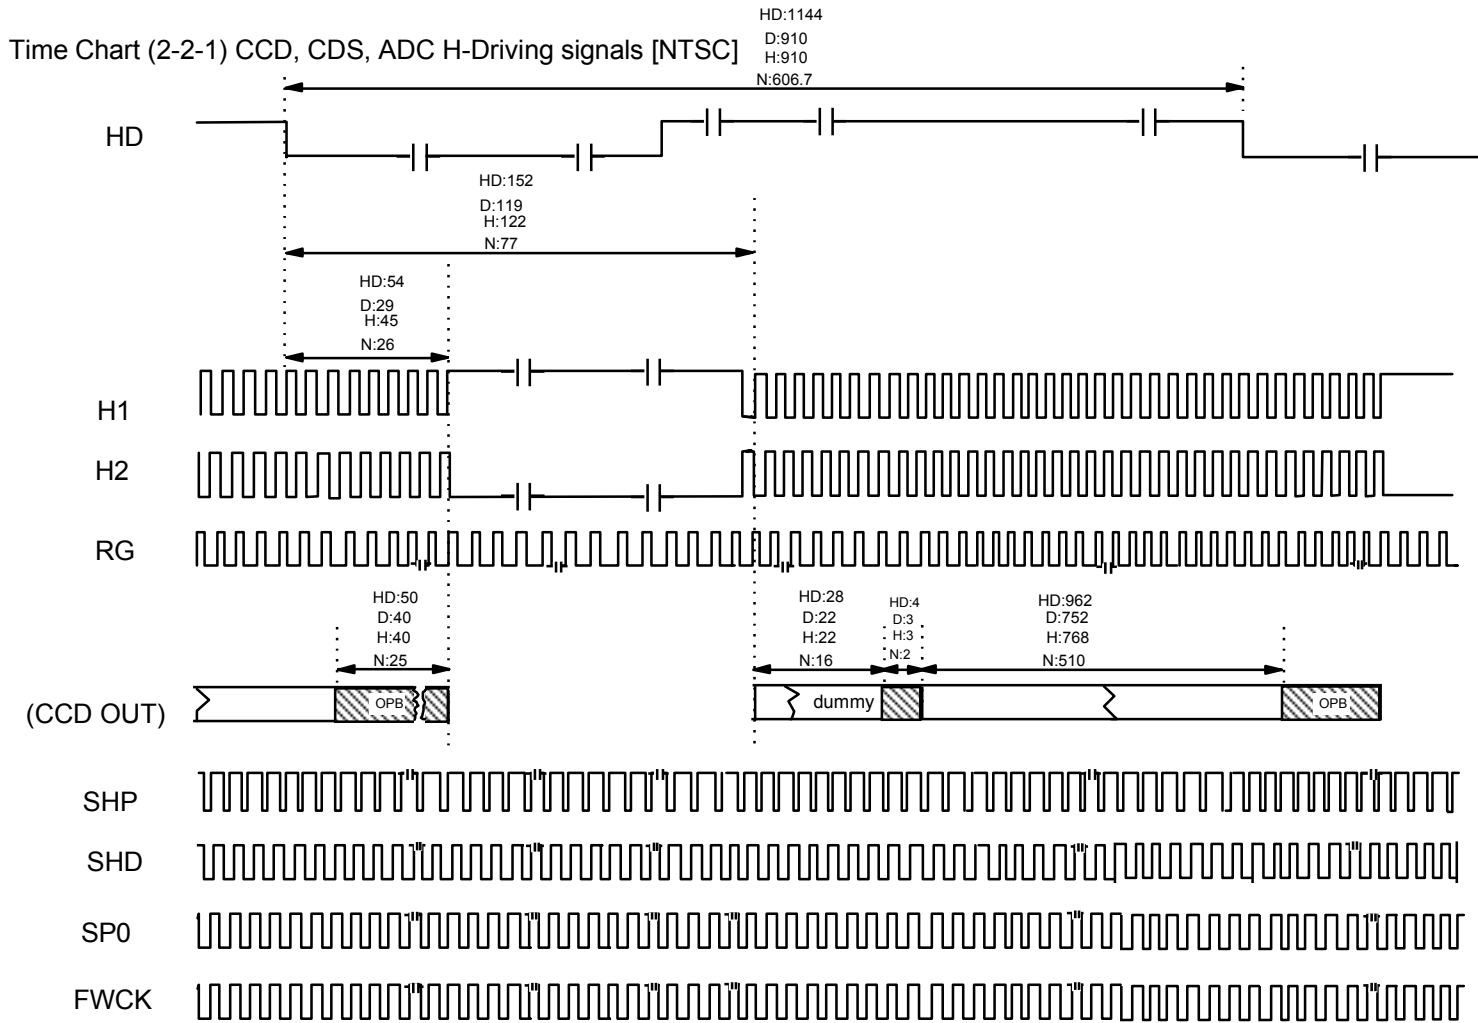 HD:1144
Time Chart (2-2-1) CCD, CDS, ADC H-Driving signals [NTSC]
D:910
H:910
N:606.7
HD
HD:152
D:119
H:122
N:77
HD:54
D:29
H:45
N:26
H1
H2
RG
HD:50
D:40
H:40
N:25
HD:28
D:22
H:22
N:16
HD:4
D:3
H:3
N:2
HD:962
D:752
H:768
N:510
(CCD OUT)
OPB
dummy
OPB
SHP
SHD
SP0
FWCK